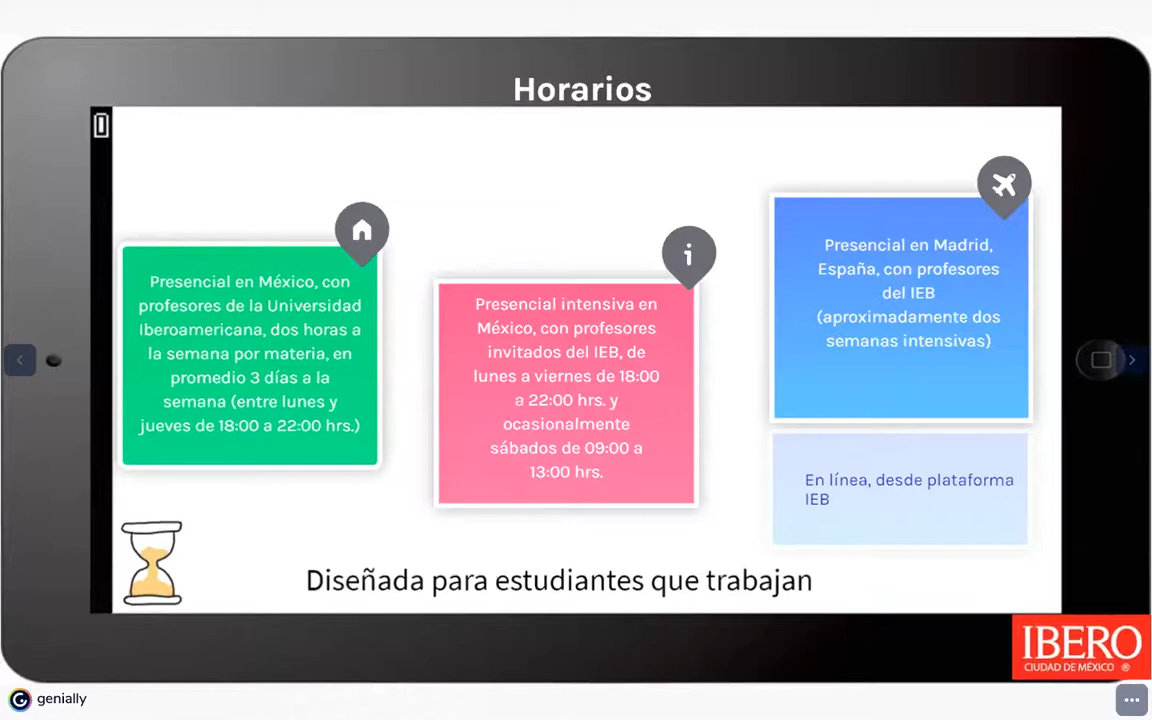 Horarios
Presencial en México, con
profesores de la Universidad
Iberoamericana, dos horas a
la semana por materia, en
promedio 3 días a la
semana (entre lunes y
jueves de 18:00 a 22:00 hrs.)
Presencial intensiva en
México, con profesores
invitados del IEB, de
lunes a viernes de 18:00
a 22:00 hrs. y
ocasionalmente
sábados de 09:00 a
13:00 hrs.
Presencial en Madrid,
España, con profesores
del IEB
(aproximadamente dos
semanas intensivas)
En línea, desde plataforma
IEB
Diseñada para estudiantes que trabajan
IBERO
CIUDAD DE MÉXICO ®
genially